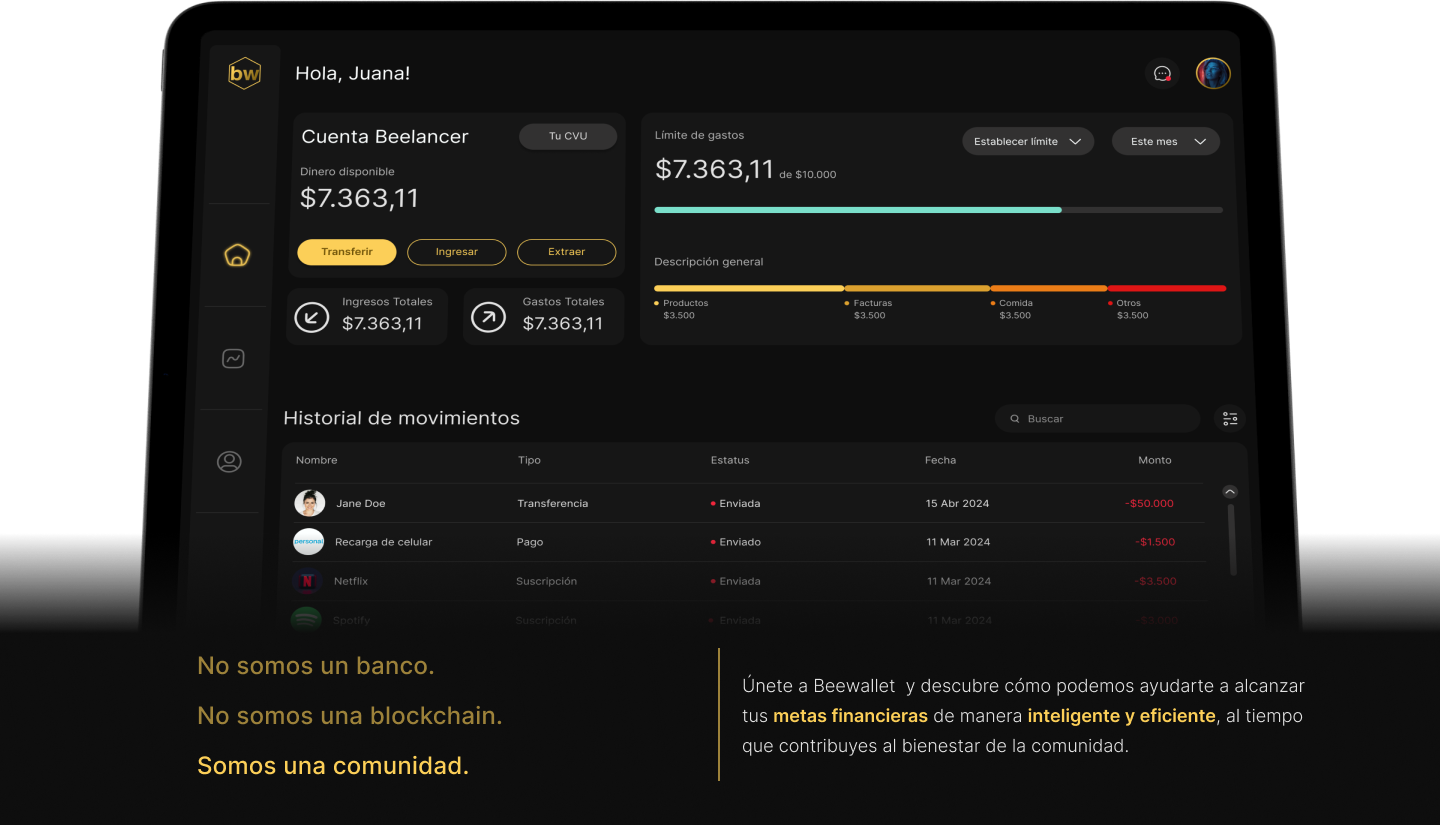 bw
Hola, Juana!
Cuenta Beelancer
Tu CVU
Dinero disponible
$7.363,11
Transferir
Ingresar
Extraer
Ingresos Totales
$7.363,11
Gastos Totales
$7.363,11
Límite de gastos
$7.363,11 de $10.000
Establecer límite
Este mes
Descripción general
Productos
$3.500
Facturas
$3.500
Comida
$3.500
Otros
$3.500
Historial de movimientos
Buscar
Nombre Tipo Estatus Fecha Monto
Jane Doe Transferencia Enviada 15 Abr 2024 -$50.000
personal Recarga de celular Pago Enviado 11 Mar 2024 -$1.500
N Netflix Suscripción Enviada 11 Mar 2024 -$3.500
Spotify Suscripción Enviada 11 Mar 2024 -$3.000
No somos un banco.
No somos una blockchain.
Somos una comunidad.
Únete a Beewallet y descubre cómo podemos ayudarte a alcanzar
tus metas financieras de manera inteligente y eficiente, al tiempo
que contribuyes al bienestar de la comunidad.